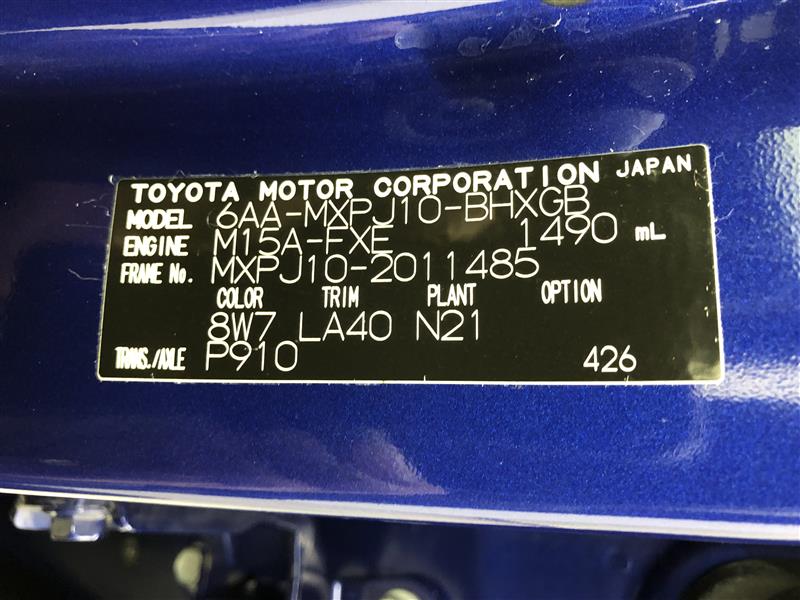 TOYOTA MOTOR CORPORATION JAPAN
MODEL 6AA-MXPJ10-BHXGB
ENGINE M15A-FXE 1490 mL
FRAME No. MXPJ10-2011485
COLOR TRIM PLANT OPTION
8W7 LA40 N21
TRANS./AXLE P910 426